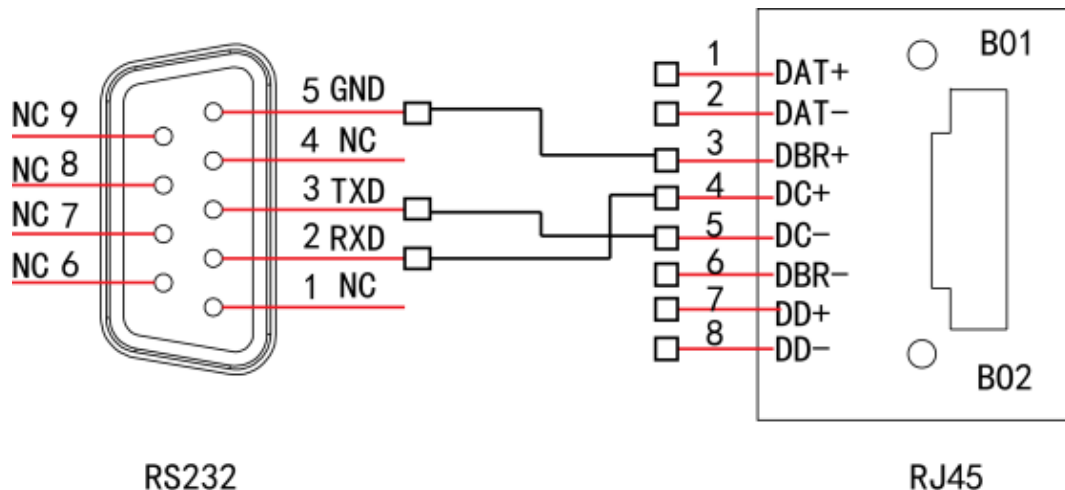 NC 9
NC 8
NC 7
NC 6
5 GND
4 NC
3 TXD
2 RXD
1 NC
1 DAT+
2 DAT-
3 DBR+
4 DC+
5 DC-
6 DBR-
7 DD+
8 DD-
B01
B02
RS232
RJ45